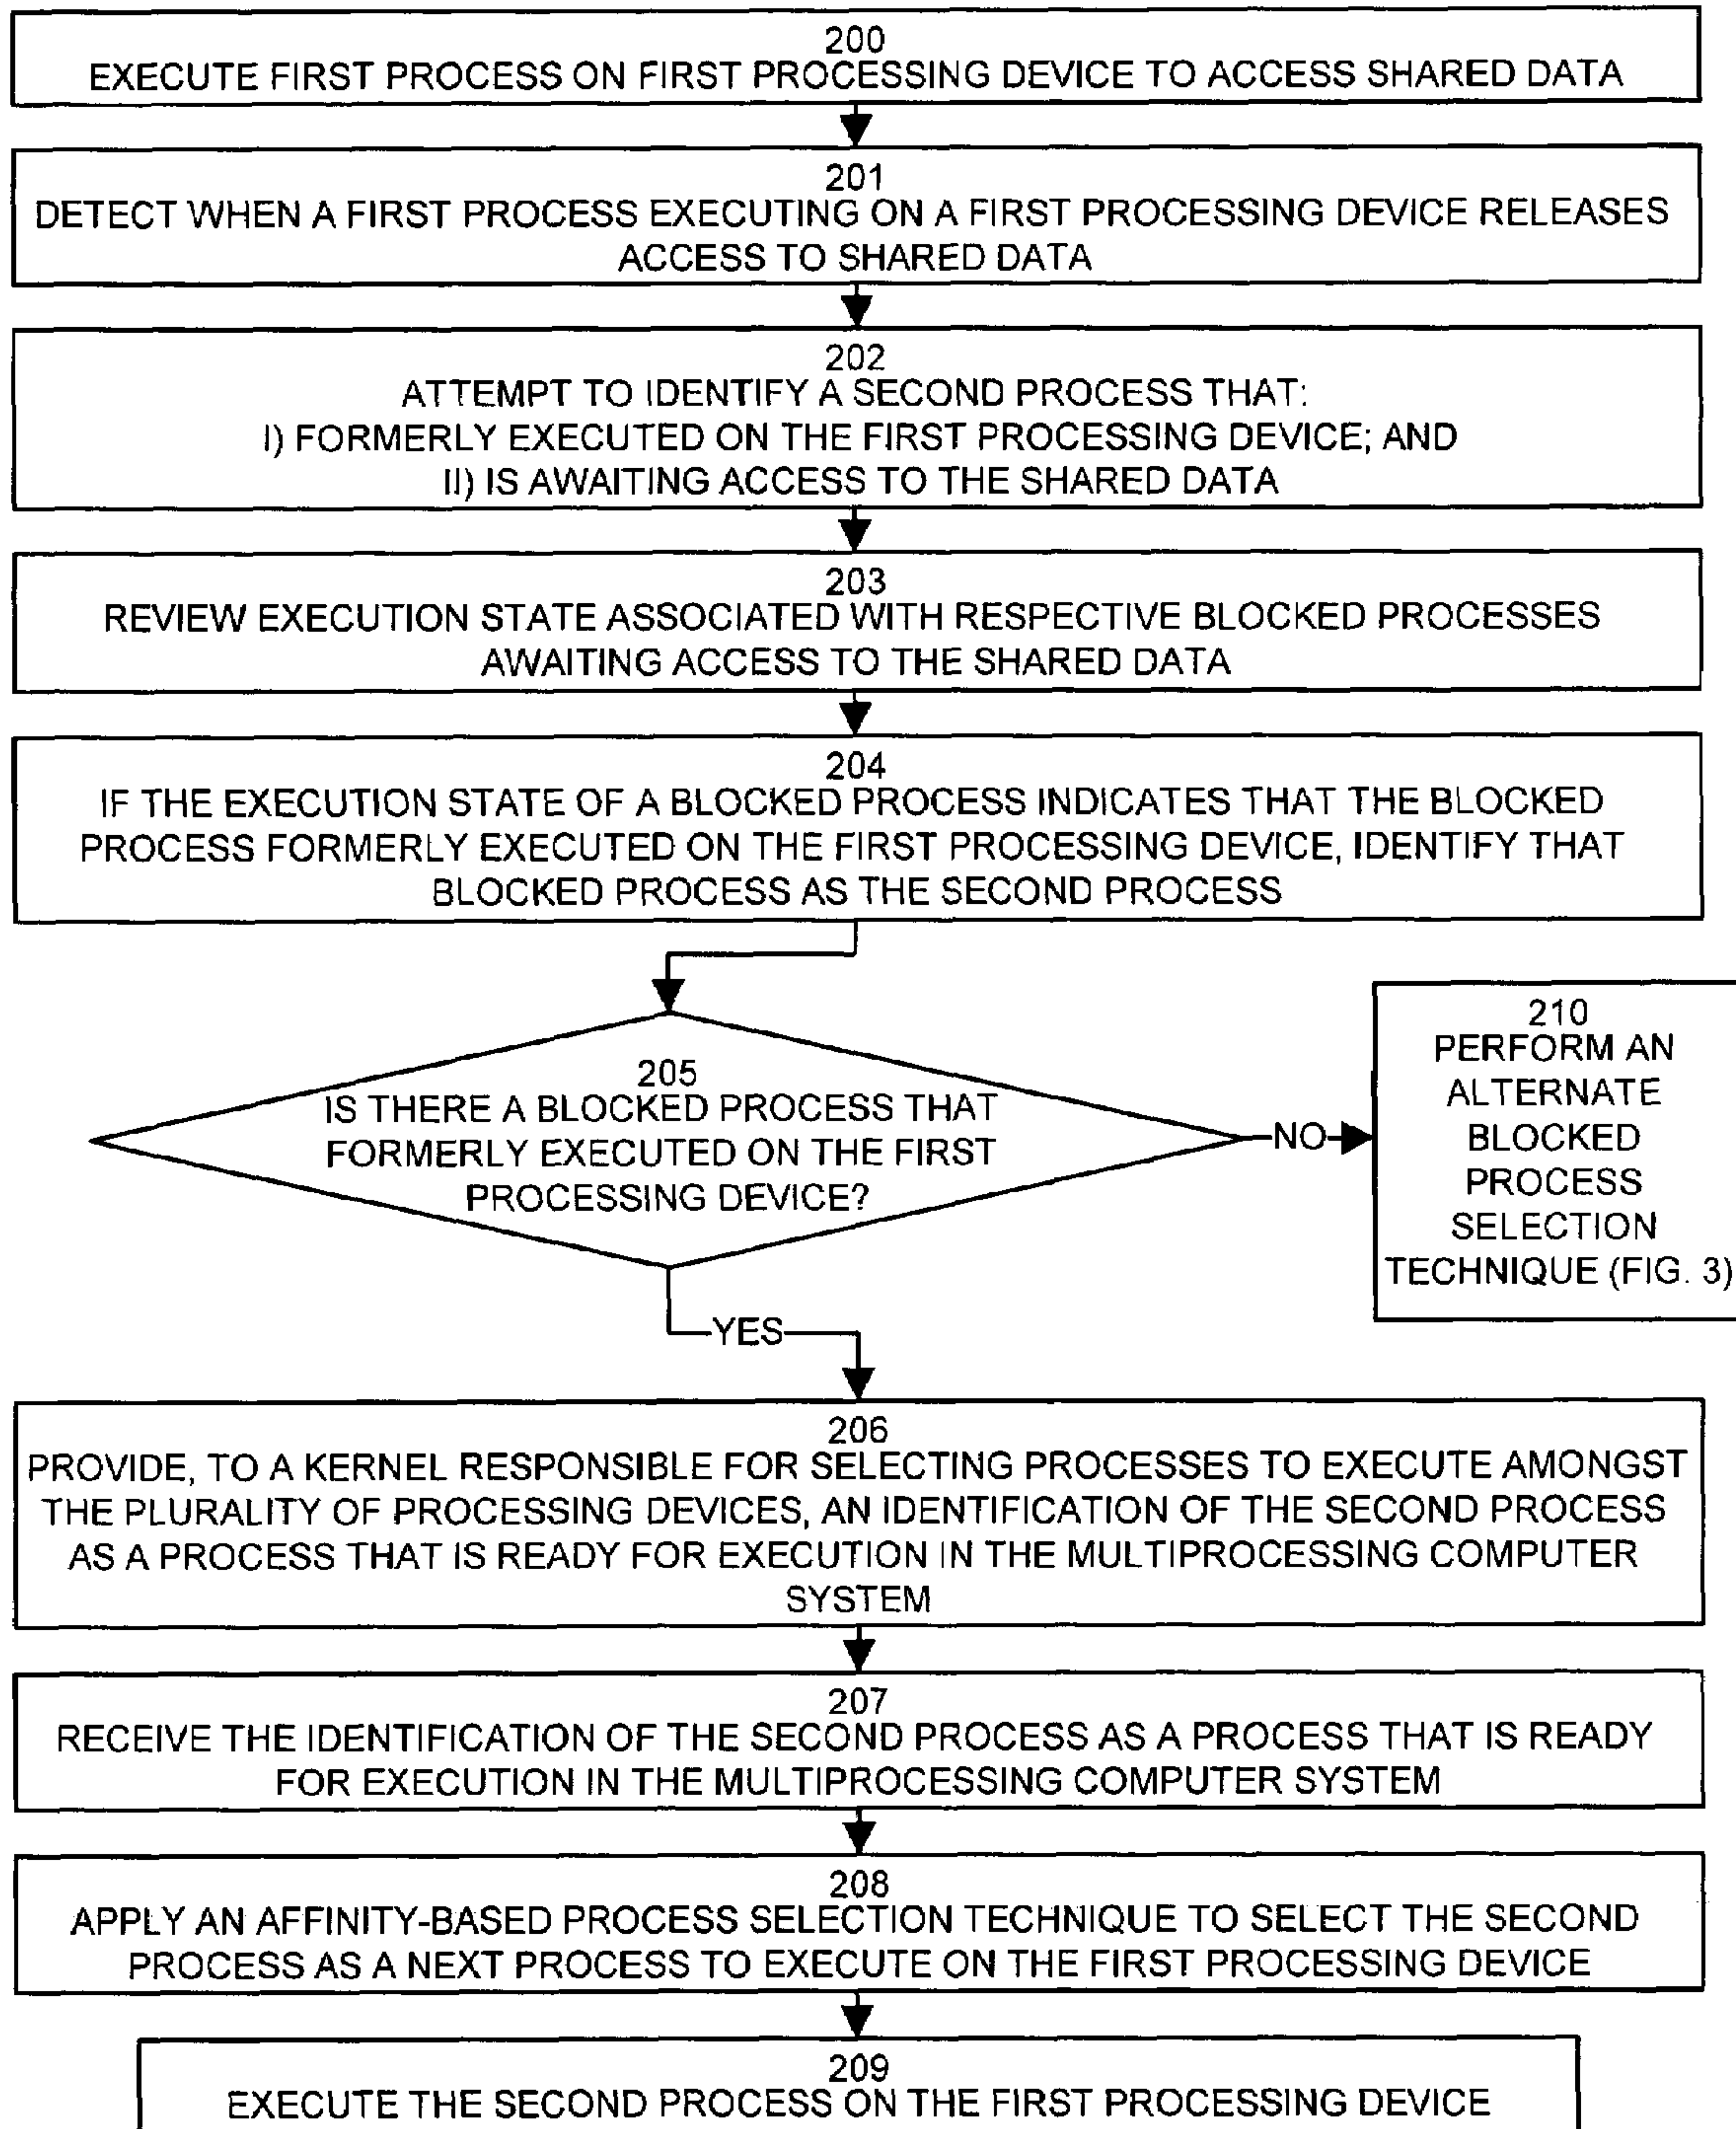 200
EXECUTE FIRST PROCESS ON FIRST PROCESSING DEVICE TO ACCESS SHARED DATA
201
DETECT WHEN A FIRST PROCESS EXECUTING ON A FIRST PROCESSING DEVICE RELEASES
ACCESS TO SHARED DATA
202
ATTEMPT TO IDENTIFY A SECOND PROCESS THAT:
I) FORMERLY EXECUTED ON THE FIRST PROCESSING DEVICE; AND
II) IS AWAITING ACCESS TO THE SHARED DATA
203
REVIEW EXECUTION STATE ASSOCIATED WITH RESPECTIVE BLOCKED PROCESSES
AWAITING ACCESS TO THE SHARED DATA
204
IF THE EXECUTION STATE OF A BLOCKED PROCESS INDICATES THAT THE BLOCKED
PROCESS FORMERLY EXECUTED ON THE FIRST PROCESSING DEVICE, IDENTIFY THAT
BLOCKED PROCESS AS THE SECOND PROCESS
205
IS THERE A BLOCKED PROCESS THAT
FORMERLY EXECUTED ON THE FIRST
PROCESSING DEVICE?
NO
210
PERFORM AN
ALTERNATE
BLOCKED
PROCESS
SELECTION
TECHNIQUE (FIG. 3)
YES
206
PROVIDE, TO A KERNEL RESPONSIBLE FOR SELECTING PROCESSES TO EXECUTE AMONGST
THE PLURALITY OF PROCESSING DEVICES, AN IDENTIFICATION OF THE SECOND PROCESS
AS A PROCESS THAT IS READY FOR EXECUTION IN THE MULTIPROCESSING COMPUTER
SYSTEM
207
RECEIVE THE IDENTIFICATION OF THE SECOND PROCESS AS A PROCESS THAT IS READY
FOR EXECUTION IN THE MULTIPROCESSING COMPUTER SYSTEM
208
APPLY AN AFFINITY-BASED PROCESS SELECTION TECHNIQUE TO SELECT THE SECOND
PROCESS AS A NEXT PROCESS TO EXECUTE ON THE FIRST PROCESSING DEVICE
209
EXECUTE THE SECOND PROCESS ON THE FIRST PROCESSING DEVICE